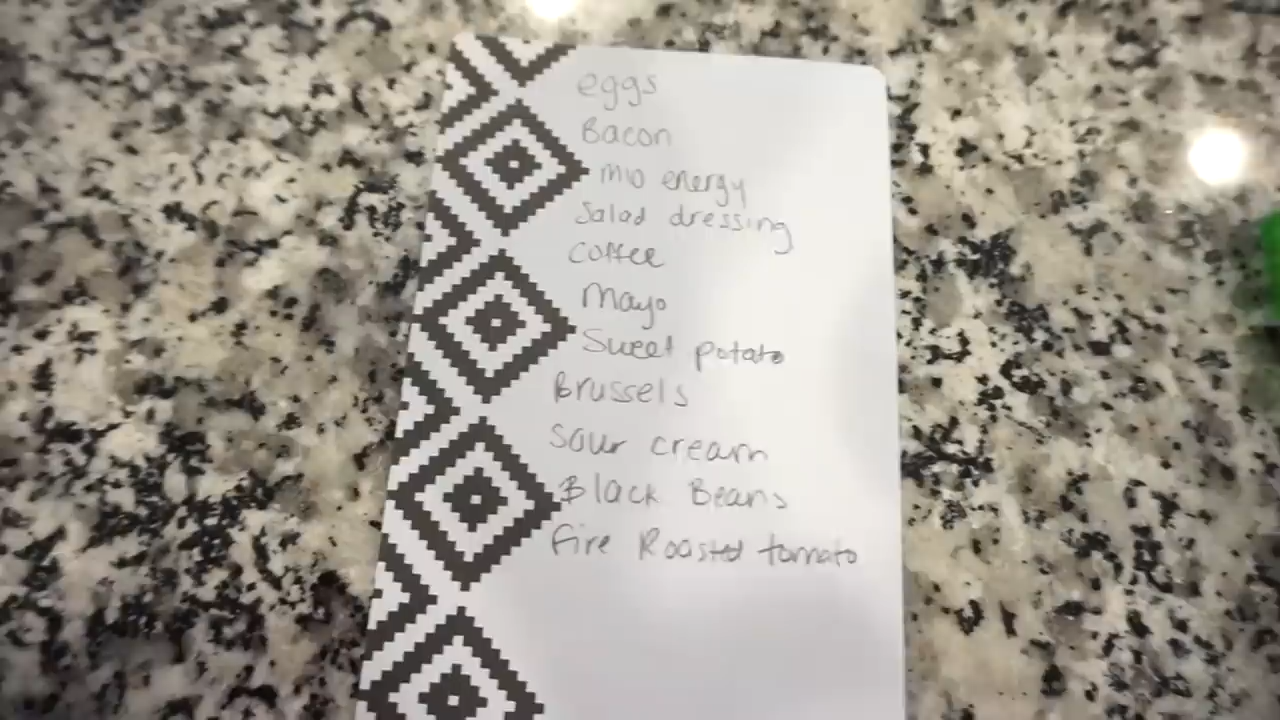 eggs
Bacon
mio energy
Salad dressing
Coffee
Mayo
Sweet potato
Brussels
Sour cream
Black Beans
Fire Roasted tomato